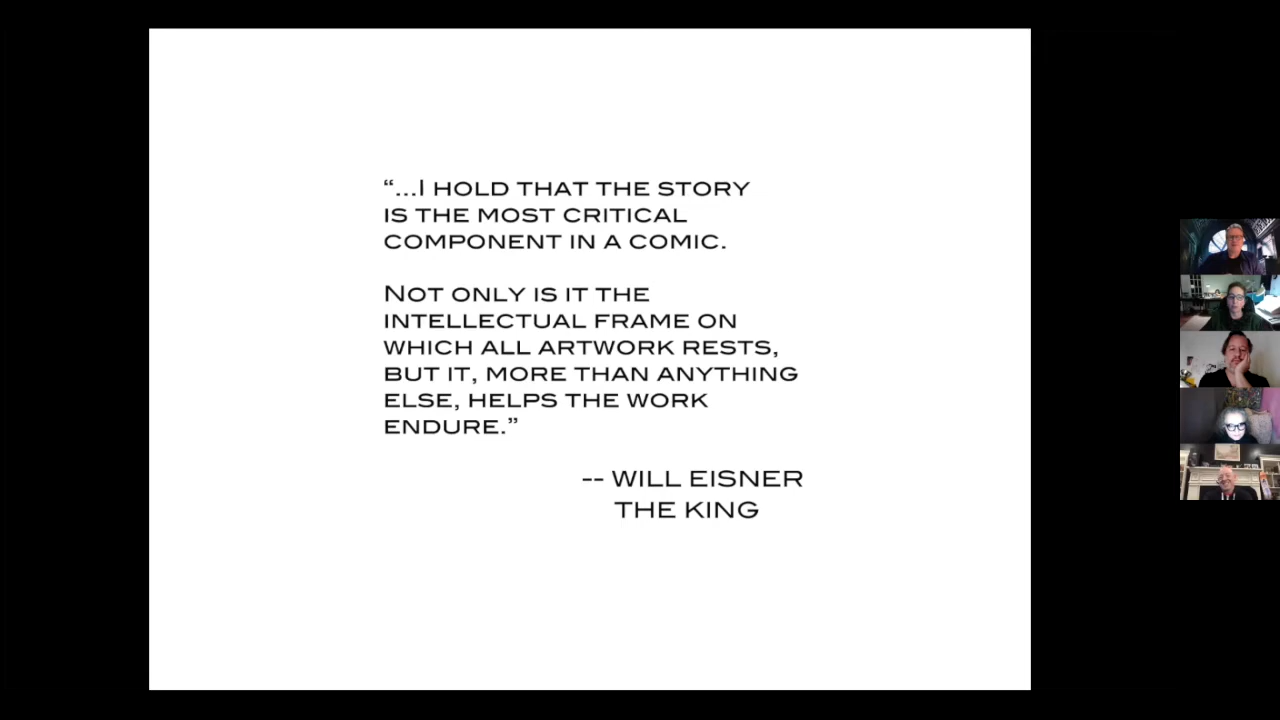 “...I HOLD THAT THE STORY
IS THE MOST CRITICAL
COMPONENT IN A COMIC.
NOT ONLY IS IT THE
INTELLECTUAL FRAME ON
WHICH ALL ARTWORK RESTS,
BUT IT, MORE THAN ANYTHING
ELSE, HELPS THE WORK
ENDURE.”
-- WILL EISNER
THE KING